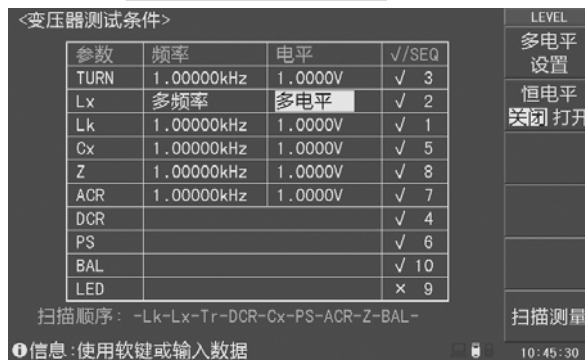 <变压器测试条件>
LEVEL
多电平
设置
恒电平
关闭 打开
扫描测量
参数 频率 电平 √/SEQ
TURN 1.00000kHz 1.0000V √ 3
Lx 多频率 多电平 √ 2
Lk 1.00000kHz 1.0000V √ 1
Cx 1.00000kHz 1.0000V √ 5
Z 1.00000kHz 1.0000V √ 8
ACR 1.00000kHz 1.0000V √ 7
DCR √ 4
PS √ 6
BAL √ 10
LED × 9
扫描顺序: -Lk-Lx-Tr-DCR-Cx-PS-ACR-Z-BAL-
信息:使用软键或输入数据
10:45:30